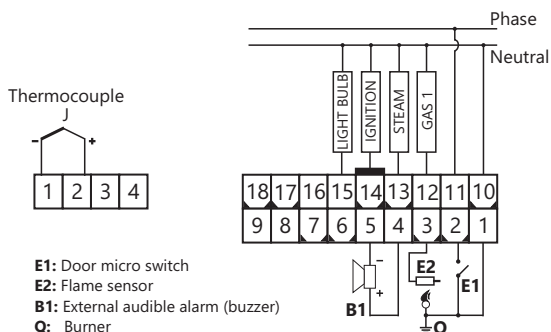 Phase
Neutral
LIGHT BULB
IGNITION
STEAM
GAS 1
Thermocouple
J
- +
1 2 3 4
18 17 16 15 14 13 12 11 10
9 8 7 6 5 4 3 2 1
-
+
B1
E2
E1
Q
E1: Door micro switch
E2: Flame sensor
B1: External audible alarm (buzzer)
Q: Burner